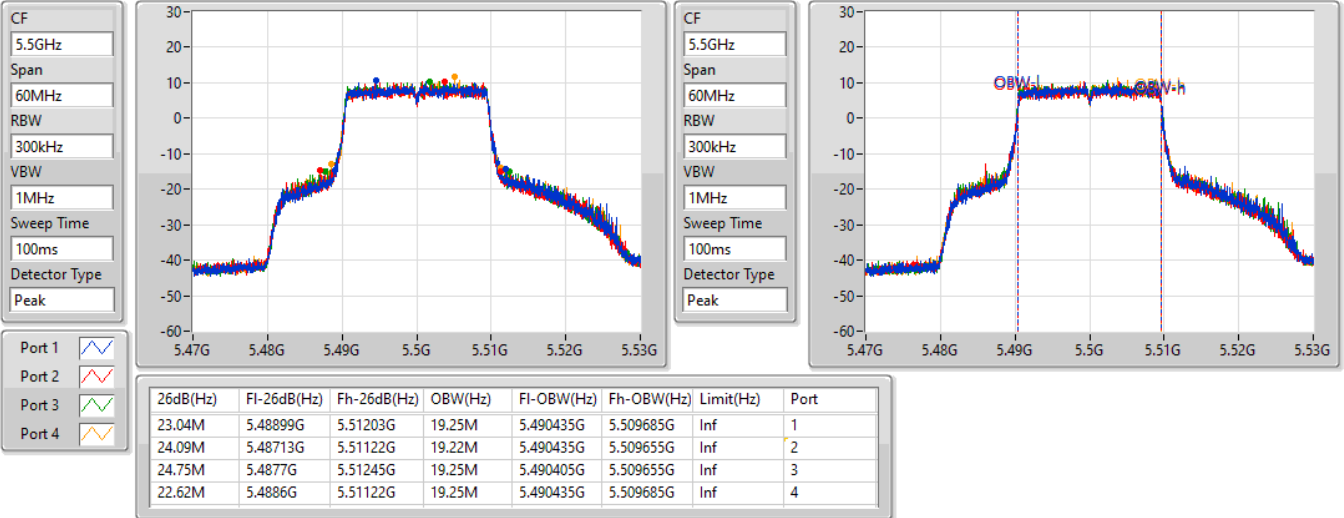 CF
5.5GHz
Span
60MHz
RBW
300kHz
VBW
1MHz
Sweep Time
100ms
Detector Type
Peak
30
20
10
0
-10
-20
-30
-40
-50
-60
5.47G 5.48G 5.49G 5.5G 5.51G 5.52G 5.53G
CF
5.5GHz
Span
60MHz
RBW
300kHz
VBW
1MHz
Sweep Time
100ms
Detector Type
Peak
30
20
10
0
-10
-20
-30
-40
-50
-60
OBW-l OBW-h
5.47G 5.48G 5.49G 5.5G 5.51G 5.52G 5.53G
Port 1
Port 2
Port 3
Port 4
26dB(Hz) Fl-26dB(Hz) Fh-26dB(Hz) OBW(Hz) Fl-OBW(Hz) Fh-OBW(Hz) Limit(Hz) Port
23.04M 5.48899G 5.51203G 19.25M 5.490435G 5.509685G Inf 1
24.09M 5.48713G 5.51122G 19.22M 5.490435G 5.509655G Inf 2
24.75M 5.4877G 5.51245G 19.25M 5.490405G 5.509655G Inf 3
22.62M 5.4886G 5.51122G 19.25M 5.490435G 5.509685G Inf 4